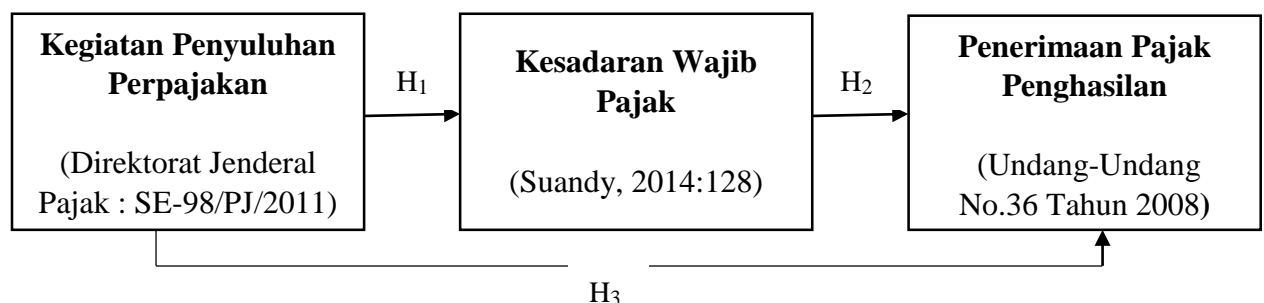 Kegiatan Penyuluhan
Perpajakan
(Direktorat Jenderal
Pajak : SE-98/PJ/2011)
H₁
Kesadaran Wajib
Pajak
(Suandy, 2014:128)
H₂
Penerimaan Pajak
Penghasilan
(Undang-Undang
No.36 Tahun 2008)
H₃